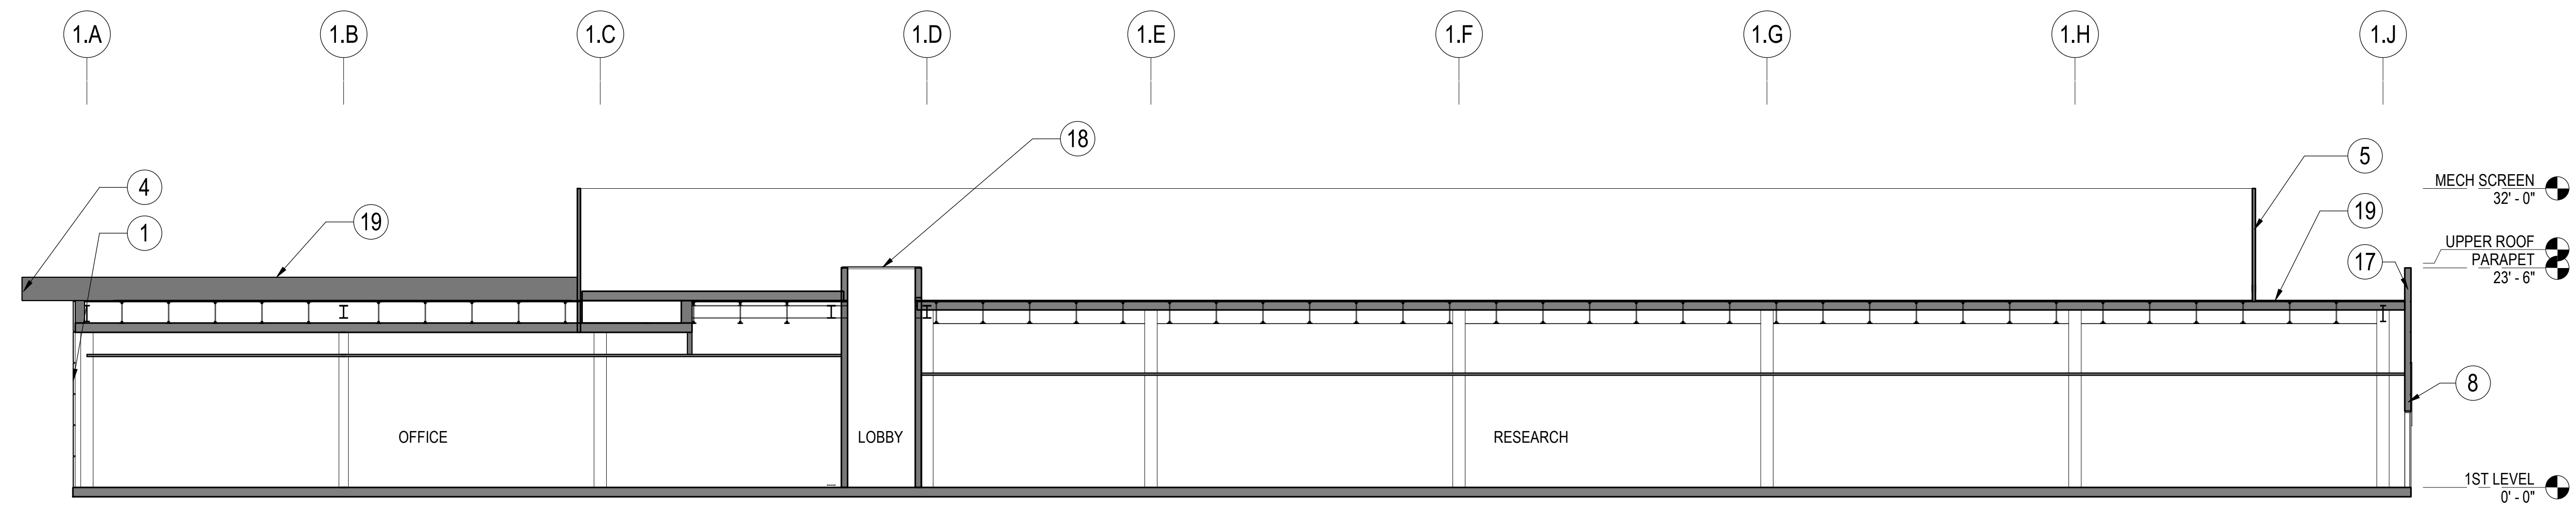 1.A 1.B 1.C 1.D 1.E 1.F 1.G 1.H 1.J
18
5
4
MECH SCREEN
32' - 0"
19
19
1
UPPER ROOF
17
PARAPET
23' - 6"
8
OFFICE
LOBBY
RESEARCH
1ST LEVEL
0' - 0"